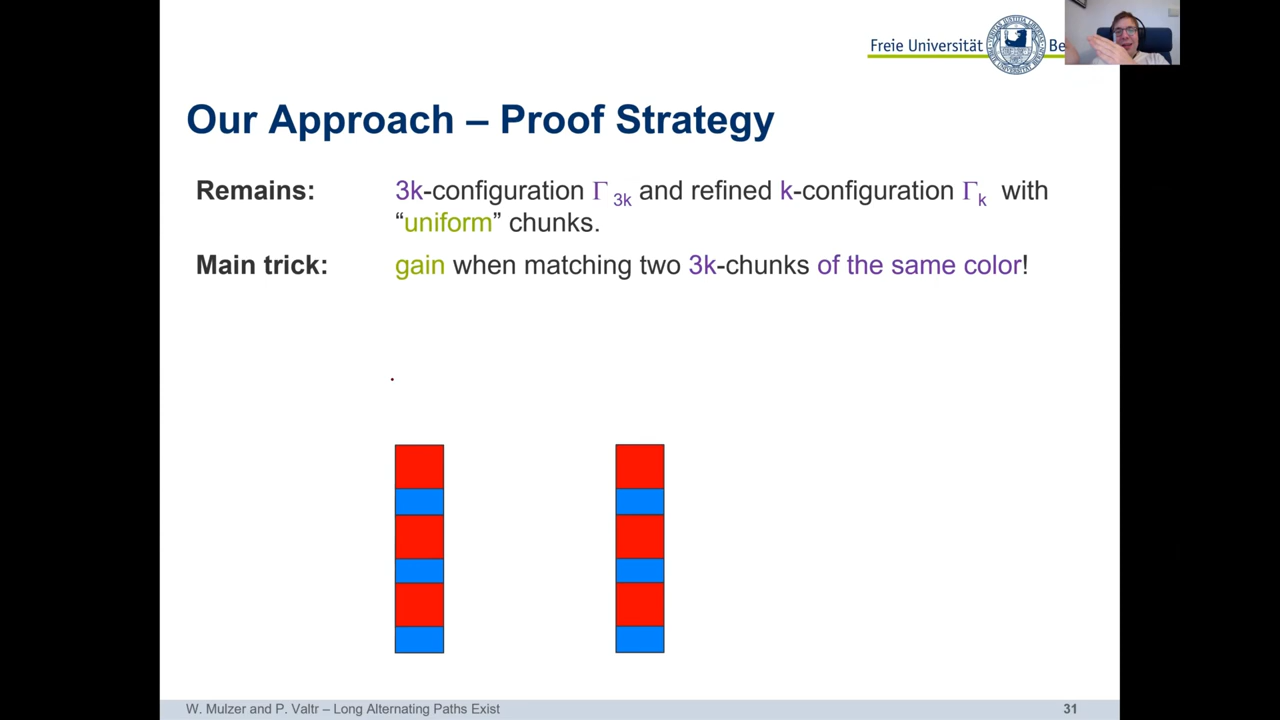 Freie Universität Be
Our Approach – Proof Strategy
Remains: 3k-configuration Γ 3k and refined k-configuration Γk with
“uniform” chunks.
Main trick: gain when matching two 3k-chunks of the same color!
W. Mulzer and P. Valtr – Long Alternating Paths Exist 31